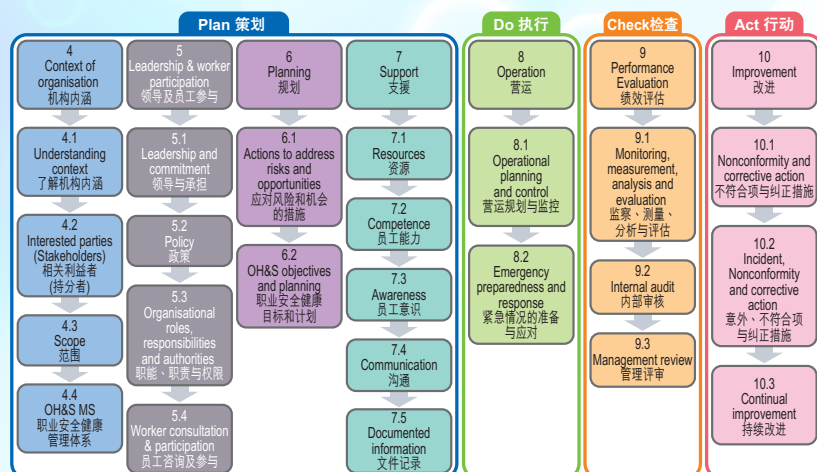 Plan 策划
4
Context of
organisation
机构内涵
4.1
Understanding
context
了解机构内涵
4.2
Interested parties
(Stakeholders)
相关利益者
(持分者)
4.3
Scope
范围
4.4
OH&S MS
职业安全健康
管理体系
5
Leadership & worker
participation
领导及员工参与
5.1
Leadership and
commitment
领导与承担
5.2
Policy
政策
5.3
Organisational
roles,
responsibilities
and authorities
职能、职责与权限
5.4
Worker consultation
& participation
员工咨询及参与
6
Planning
规划
6.1
Actions to address
risks and
opportunities
应对风险和机会
的措施
6.2
OH&S objectives
and planning
职业安全健康
目标和计划
7
Support
支援
7.1
Resources
资源
7.2
Competence
员工能力
7.3
Awareness
员工意识
7.4
Communication
沟通
7.5
Documented
information
文件记录
Do 执行
8
Operation
营运
8.1
Operational
planning
and control
营运规划与监控
8.2
Emergency
preparedness and
response
紧急情况的准备
与应对
Check检查
9
Performance
Evaluation
绩效评估
9.1
Monitoring,
measurement,
analysis and
evaluation
监察、测量、
分析与评估
9.2
Internal audit
内部审核
9.3
Management review
管理评审
Act 行动
10
Improvement
改进
10.1
Nonconformity and
corrective action
不符合项与纠正措施
10.2
Incident,
Nonconformity
and corrective
action
意外、不符合项
与纠正措施
10.3
Continual
improvement
持续改进